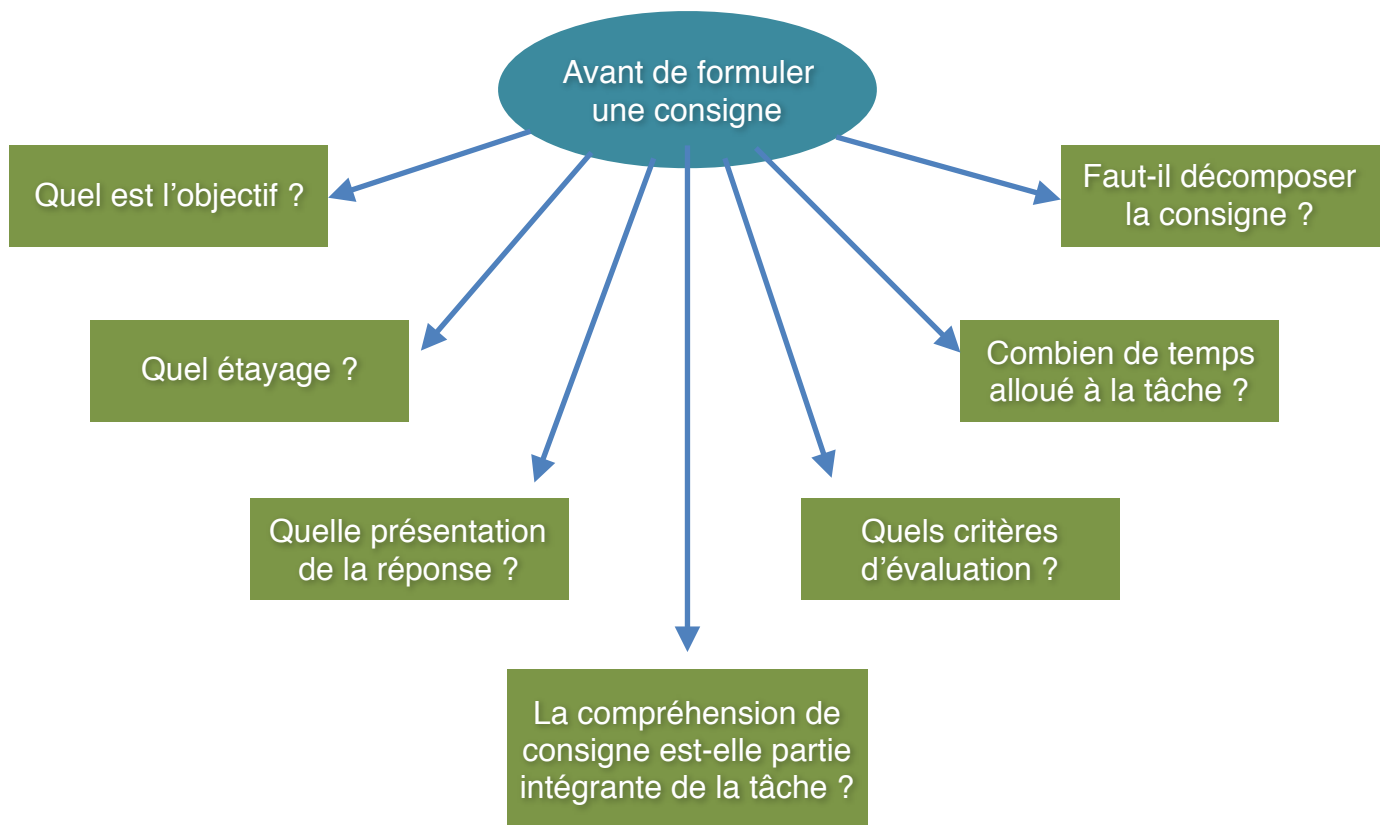 Avant de formuler
une consigne
Quel est l’objectif ?
Faut-il décomposer
la consigne ?
Quel étayage ?
Combien de temps
alloué à la tâche ?
Quelle présentation
de la réponse ?
Quels critères
d’évaluation ?
La compréhension de
consigne est-elle partie
intégrante de la tâche ?